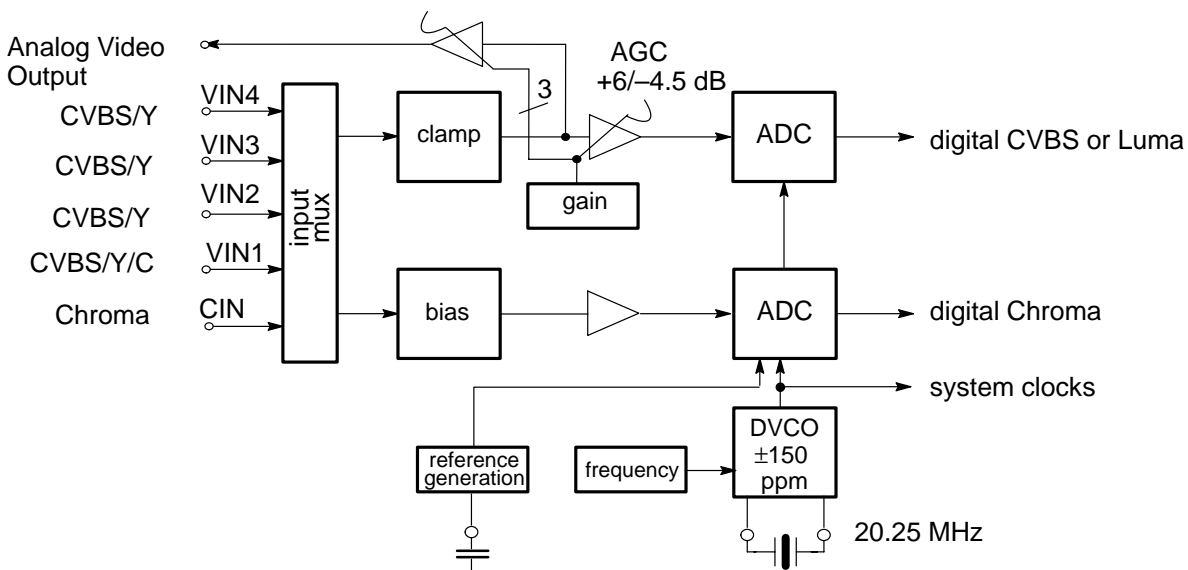 Analog Video
Output
AGC
+6/–4.5 dB
3
CVBS/Y
VIN4
CVBS/Y
VIN3
CVBS/Y
VIN2
CVBS/Y/C
VIN1
Chroma
CIN
input
mux
clamp
gain
ADC
digital CVBS or Luma
bias
ADC
digital Chroma
system clocks
reference
generation
frequency
DVCO
±150
ppm
20.25 MHz